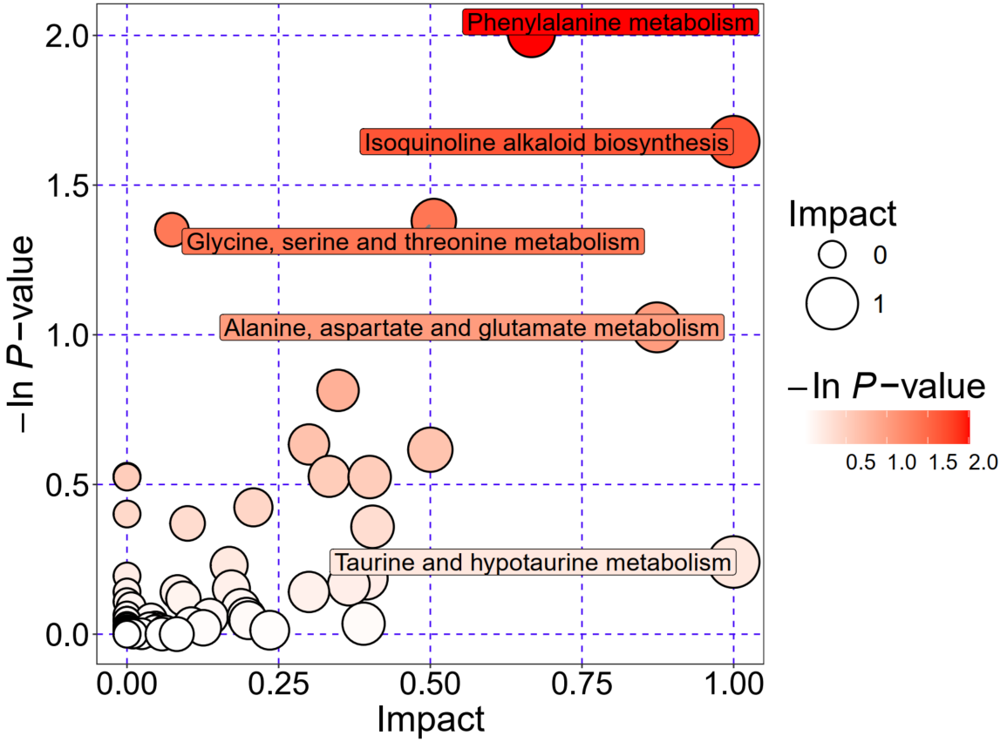 Phenylalanine metabolism
2.0
Isoquinoline alkaloid biosynthesis
1.5
Glycine, serine and threonine metabolism
Alanine, aspartate and glutamate metabolism
1.0
0.5
Taurine and hypotaurine metabolism
0.0
−ln P−value
0.00 0.25 0.50 0.75 1.00
Impact
Impact
0
1
−ln P−value
0.5 1.0 1.5 2.0